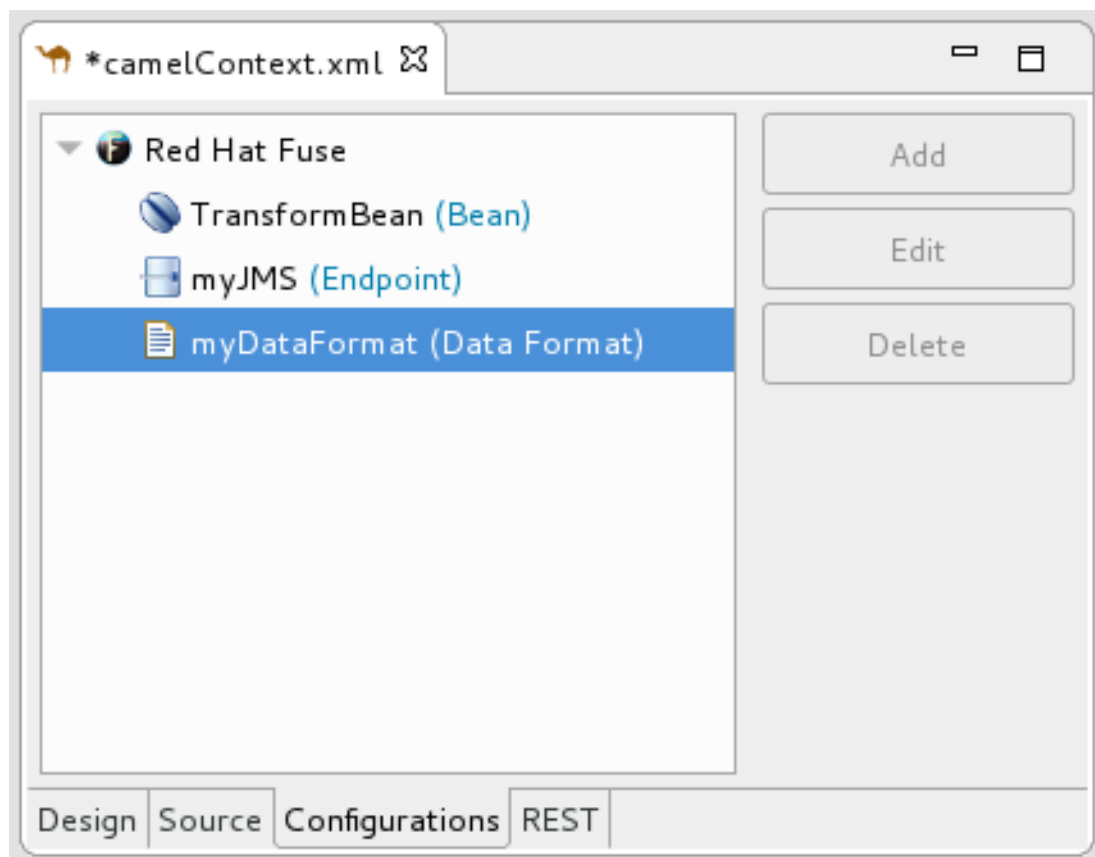 *camelContext.xml
Red Hat Fuse
Add
TransformBean (Bean)
Edit
myJMS (Endpoint)
myDataFormat (Data Format)
Delete
Design Source Configurations REST